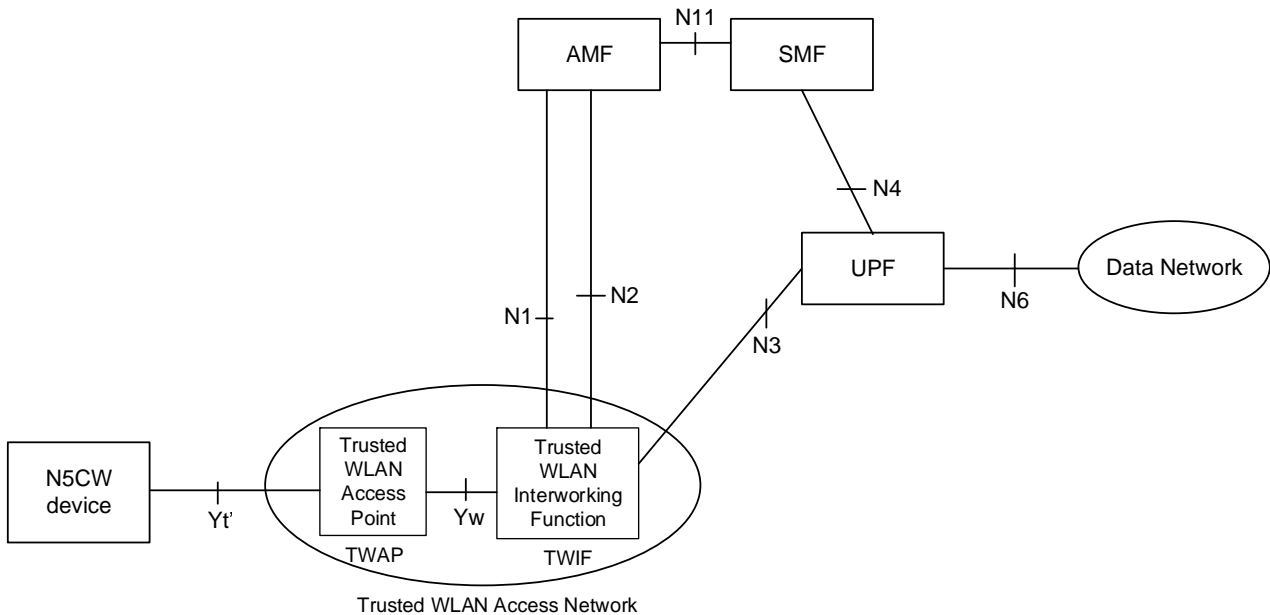 N11
AMF
SMF
N4
UPF
Data Network
N6
N2
N1
N3
Trusted
WLAN
Access
Point
Trusted
WLAN
Interworking
Function
N5CW
device
Yt’
Yw
TWAP
TWIF
Trusted WLAN Access Network